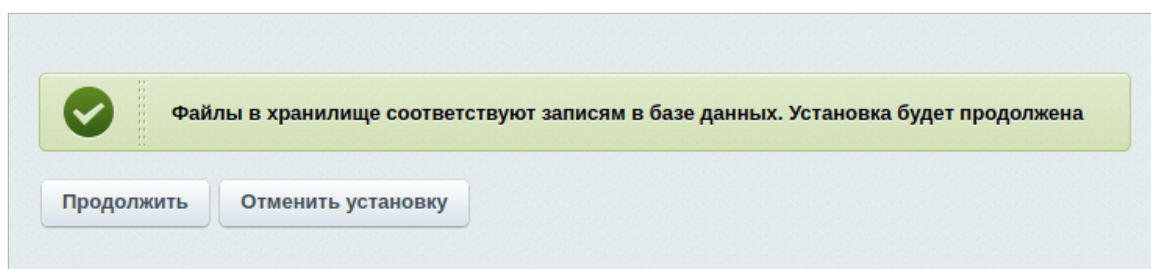 Файлы в хранилище соответствуют записям в базе данных. Установка будет продолжена
Продолжить
Отменить установку